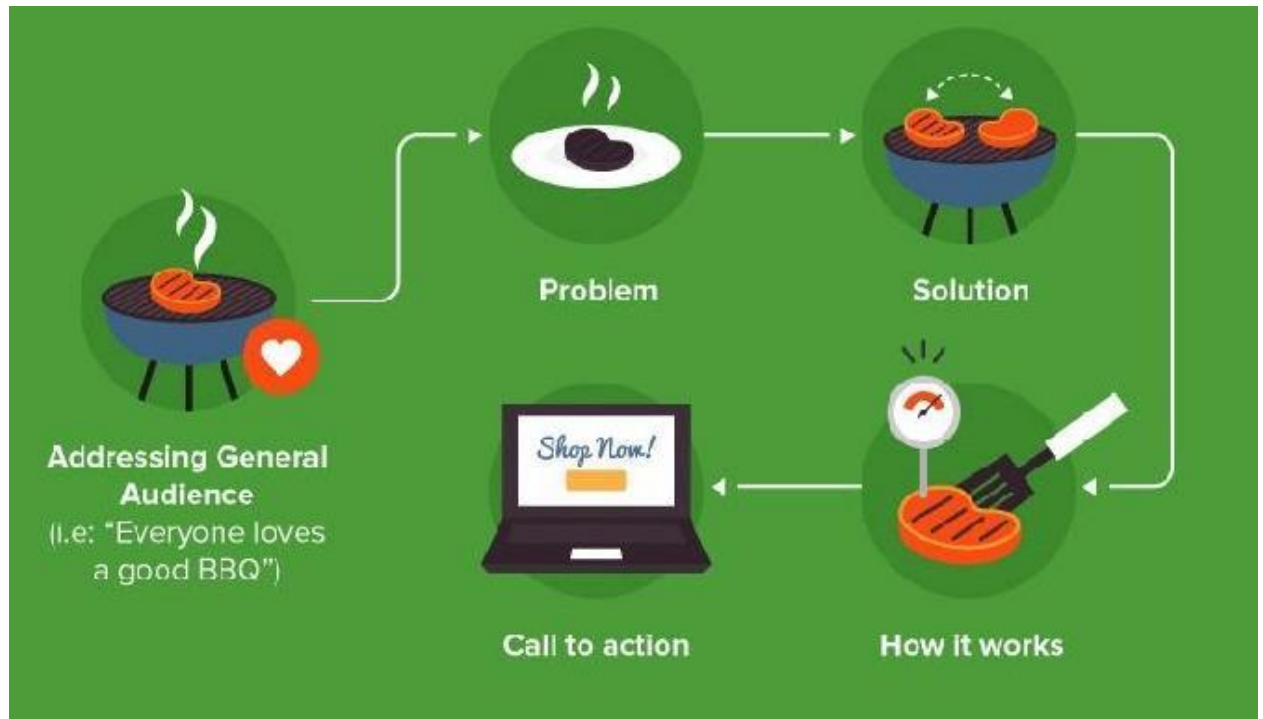 Addressing General
Audience
(i.e: "Everyone loves
a good BBQ")
Problem
Solution
How it works
Shop Now!
Call to action